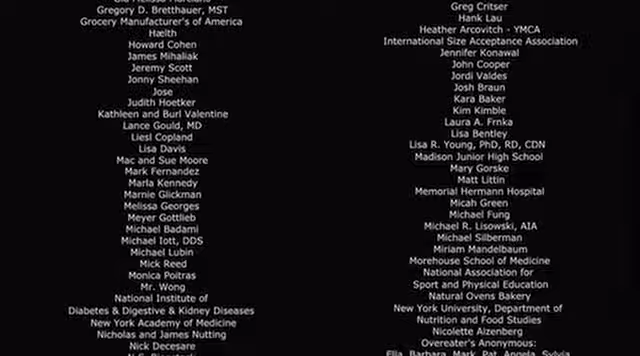 Gregory D. Bretthauer, MST
Grocery Manufacturer's of America
Hælth
Howard Cohen
James Mihaliak
Jeremy Scott
Jonny Sheehan
Jose
Judith Hoetker
Kathleen and Burl Valentine
Lance Gould, MD
Liesl Copland
Lisa Davis
Mac and Sue Moore
Mark Fernandez
Marla Kennedy
Marnie Glickman
Melissa Georges
Meyer Gottlieb
Michael Badami
Michael Iott, DDS
Michael Lubin
Mick Reed
Monica Poitras
Mr. Wong
National Institute of
Diabetes & Digestive & Kidney Diseases
New York Academy of Medicine
Nicholas and James Nutting
Nick Decesare
Greg Critser
Hank Lau
Heather Arcovitch - YMCA
International Size Acceptance Association
Jennifer Konawal
John Cooper
Jordi Valdes
Josh Braun
Kara Baker
Kim Kimble
Laura A. Frnka
Lisa Bentley
Lisa R. Young, PhD, RD, CDN
Madison Junior High School
Mary Gorske
Matt Littin
Memorial Hermann Hospital
Micah Green
Michael Fung
Michael R. Lisowski, AIA
Michael Silberman
Miriam Mandelbaum
Morehouse School of Medicine
National Association for
Sport and Physical Education
Natural Ovens Bakery
New York University, Department of
Nutrition and Food Studies
Nicolette Aizenberg
Overeater's Anonymous:
Ella, Barbara, Mark, Pat, Angela, Sylvia